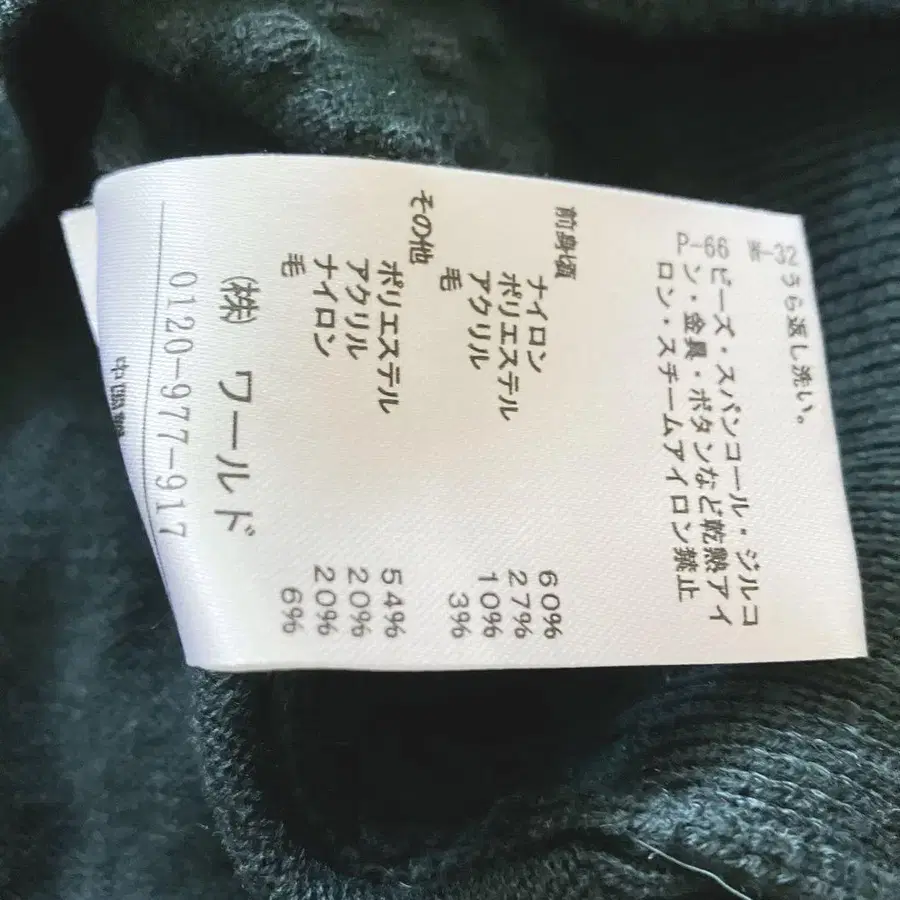 W-32 うら返し洗い。
P-66 ビーズ・スパンコール・ジルコ
ン・金具・ボタンなど乾熱アイ
ロン・スチームアイロン禁止
前身頃
ナイロン 60%
ポリエステル 27%
アクリル 10%
毛 3%
その他
ポリエステル 54%
アクリル 20%
ナイロン 20%
毛 6%
(株) ワールド
0120-977-917
中国製